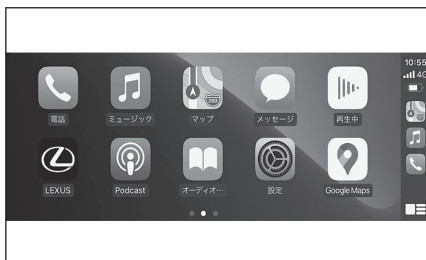 10:55
4G
電話
ミュージック
マップ
メッセージ
再生中
280
LEXUS
Podcast
オーディオ…
設定
Google Maps